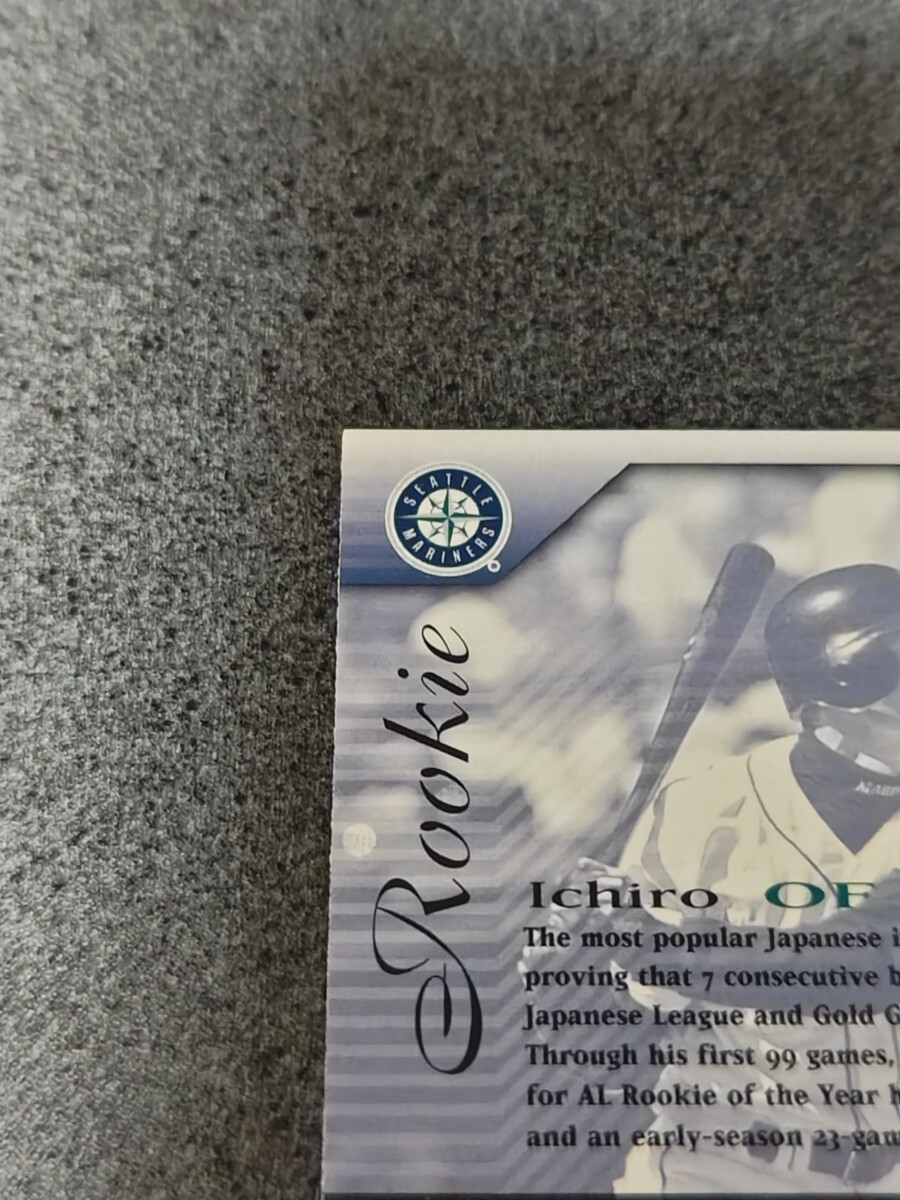 SEATTLE
MARINERS
Rookie
Ichiro OF
The most popular Japanese i
proving that 7 consecutive b
Japanese League and Gold G
Through his first 99 games,
for AL Rookie of the Year h
and an early-season 23-gam